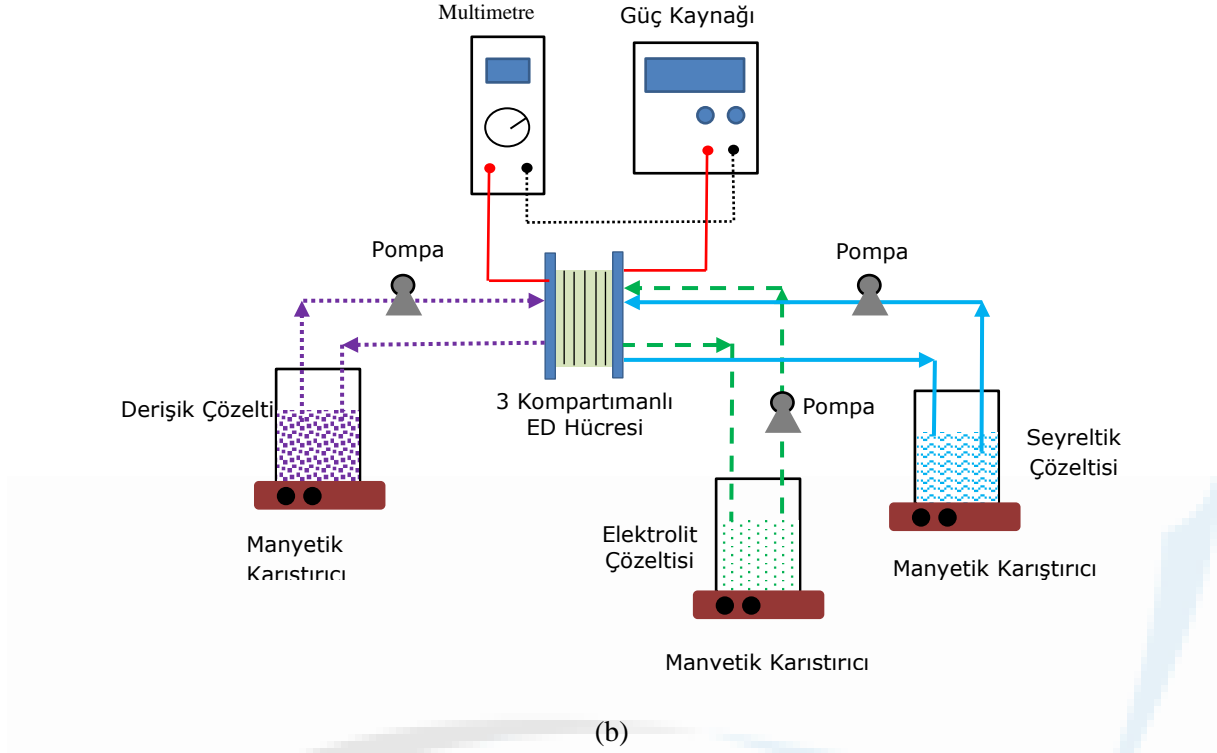 Multimetre
Güç Kaynağı
Pompa
Pompa
Derişik Çözelti
3 Kompartımanlı
ED Hücresi
Pompa
Seyreltik
Çözeltisi
Elektrolit
Çözeltisi
Manyetik
Karıstırıcı
Manyetik Karıştırıcı
Manvetik Karıstırıcı
(b)